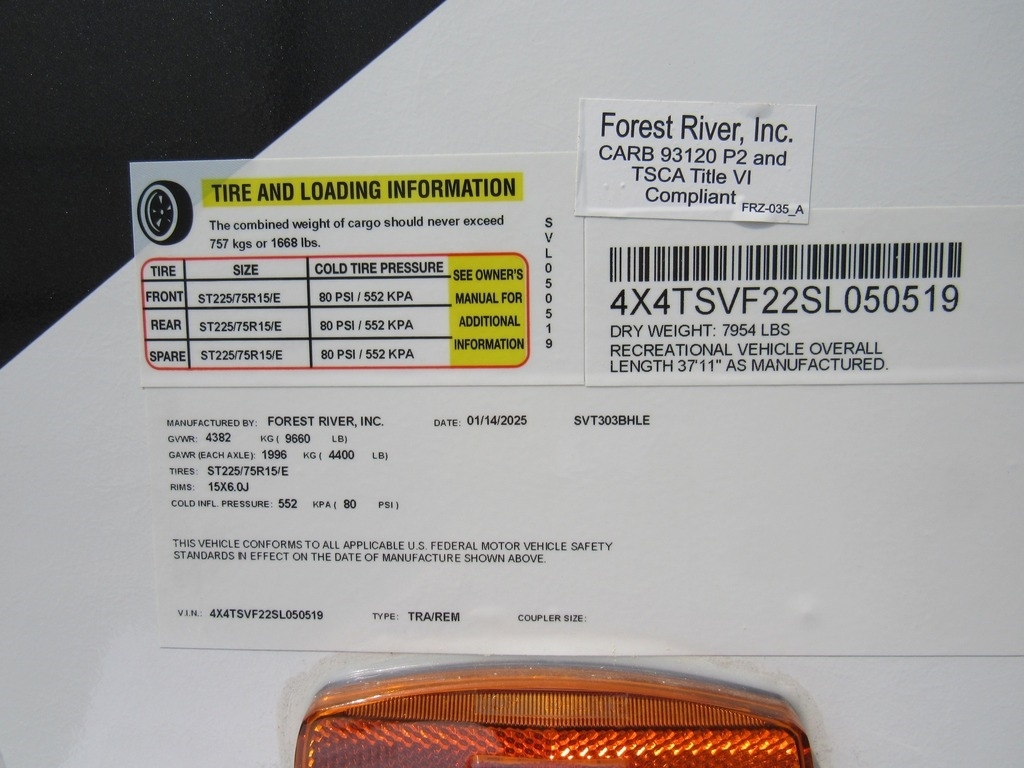 Forest River, Inc.
CARB 93120 P2 and
TSCA Title VI
Compliant
FRZ-035_A
TIRE AND LOADING INFORMATION
The combined weight of cargo should never exceed
757 kgs or 1668 lbs.
TIRE SIZE COLD TIRE PRESSURE
FRONT ST225/75R15/E 80 PSI / 552 KPA
REAR ST225/75R15/E 80 PSI / 552 KPA
SPARE ST225/75R15/E 80 PSI / 552 KPA
SEE OWNER'S
MANUAL FOR
ADDITIONAL
INFORMATION
SVL050519
4X4TSVF22SL050519
DRY WEIGHT: 7954 LBS
RECREATIONAL VEHICLE OVERALL
LENGTH 37'11" AS MANUFACTURED.
MANUFACTURED BY: FOREST RIVER, INC. DATE: 01/14/2025 SVT303BHLE
GVWR: 4382 KG ( 9660 LB)
GAWR (EACH AXLE): 1996 KG ( 4400 LB)
TIRES: ST225/75R15/E
RIMS: 15X6.0J
COLD INFL. PRESSURE: 552 KPA ( 80 PSI )
THIS VEHICLE CONFORMS TO ALL APPLICABLE U.S. FEDERAL MOTOR VEHICLE SAFETY
STANDARDS IN EFFECT ON THE DATE OF MANUFACTURE SHOWN ABOVE.
V.I.N.: 4X4TSVF22SL050519 TYPE: TRA/REM COUPLER SIZE: